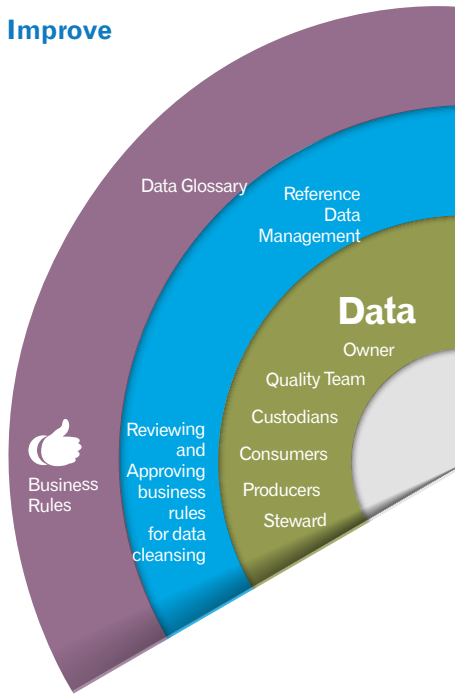 Improve
Data Glossary
Reference
Data
Management
Data
Owner
Quality Team
Custodians
Consumers
Producers
Steward
Reviewing
and
Approving
business
rules
for data
cleansing
Business
Rules